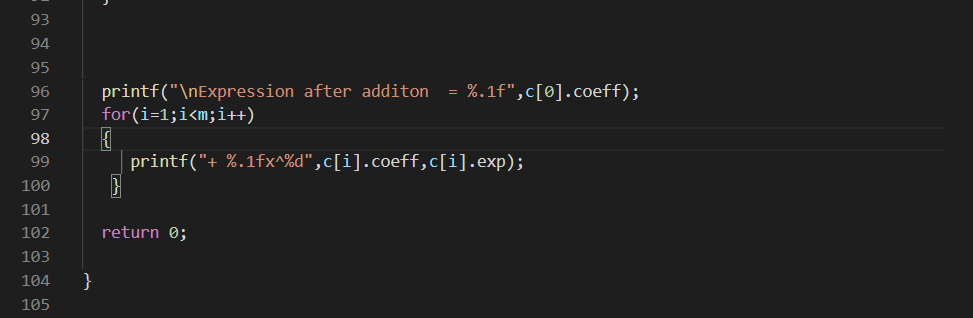 93
94
95
96 printf("\nExpression after additon  = %.1f",c[0].coeff);
97 for(i=1;i<m;i++)
98 {
99 printf("+ %.1fx^%d",c[i].coeff,c[i].exp);
100 }
101
102 return 0;
103
104 }
105